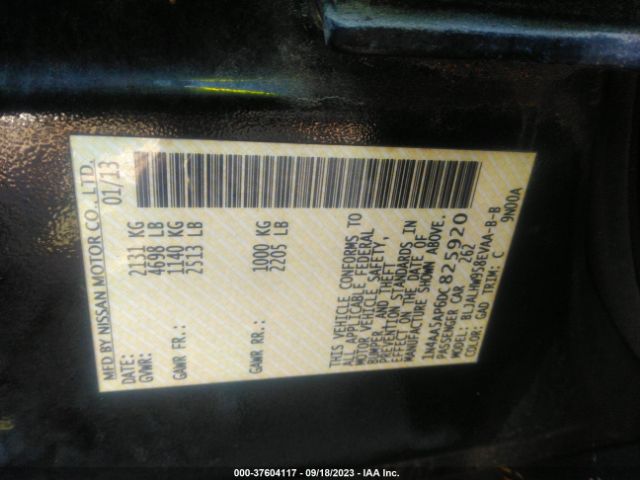 MFD BY NISSAN MOTOR CO., LTD.
DATE: 01/13
GVWR: 2131 KG
4698 LB
GAWR FR.: 1140 KG
2513 LB
GAWR RR.: 1000 KG
2205 LB
THIS VEHICLE CONFORMS TO
ALL APPLICABLE FEDERAL
MOTOR VEHICLE SAFETY,
BUMPER, AND THEFT
PREVENTION STANDARDS IN
EFFECT ON THE DATE OF
MANUFACTURE SHOWN ABOVE.
1N4AA5AP6DC825920
PASSENGER CAR 262
MODEL: BLJALHW958EVAA-B-B
COLOR: GAD TRIM: C 9N00A
000-37604117 - 09/18/2023 - IAA Inc.